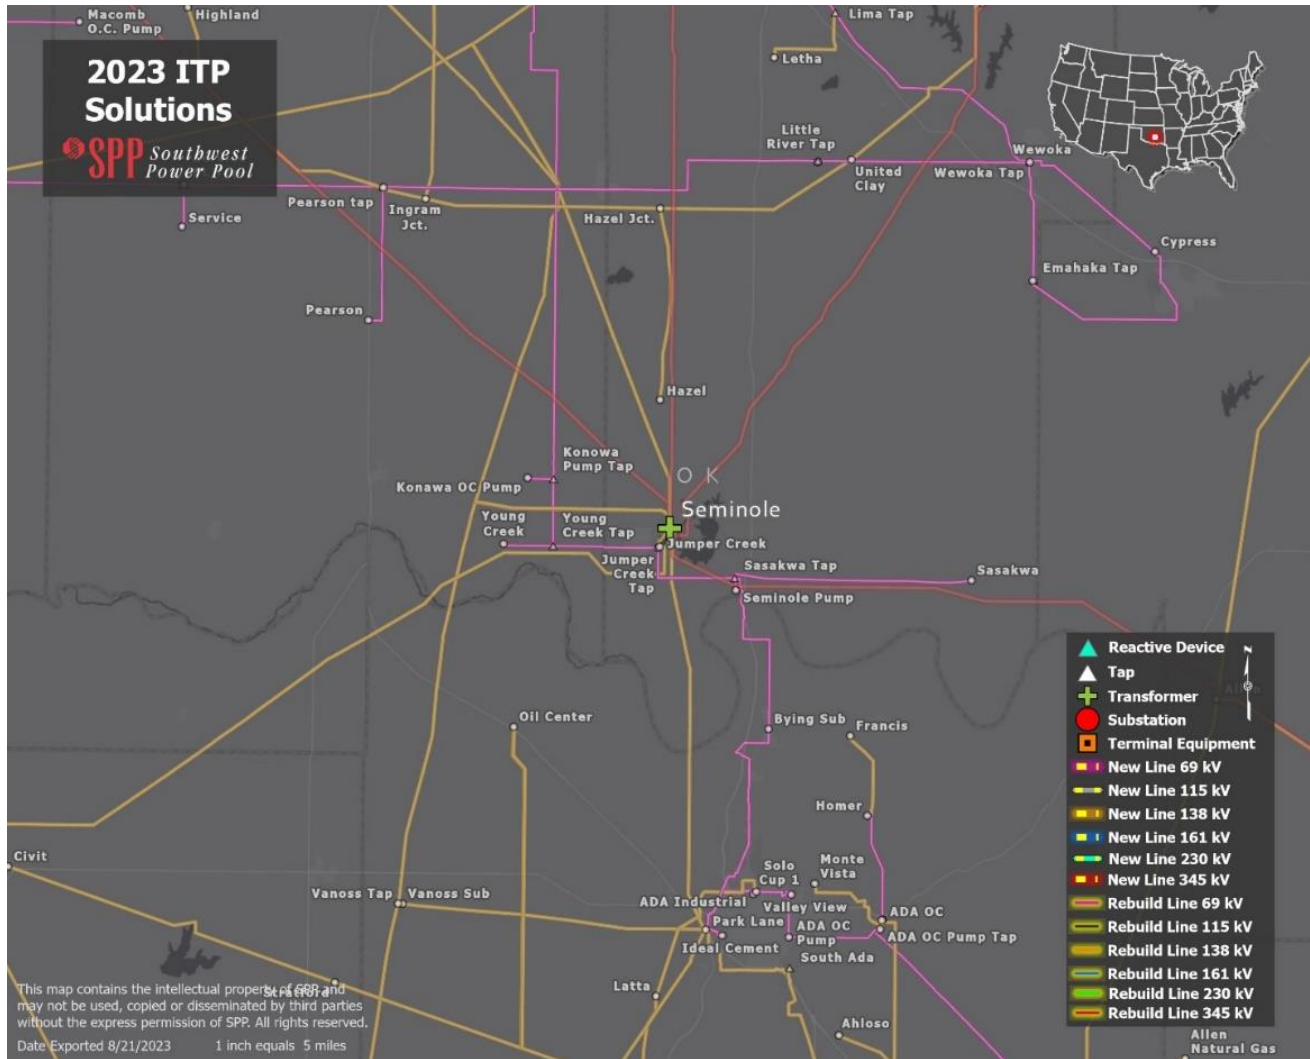 Macomb
O.C. Pump
Highland
Lima Tap
2023 ITP
Solutions
SPP Southwest
Power Pool
Letha
Little
River Tap
United
Clay
Wewoka
Wewoka Tap
Pearson tap
Ingram
Jct.
Hazel Jct.
Service
Cypress
Emahaka Tap
Pearson
Hazel
Konowa
Pump Tap
O K
Konawa OC Pump
Seminole
Young
Creek
Young
Creek Tap
Jumper Creek
Jumper
Creek
Tap
Sasakwa Tap
Sasakwa
Seminole Pump
Reactive Device
N
Tap
Transformer
Allen
Substation
Terminal Equipment
New Line 69 kV
New Line 115 kV
New Line 138 kV
New Line 161 kV
New Line 230 kV
New Line 345 kV
Rebuild Line 69 kV
Rebuild Line 115 kV
Rebuild Line 138 kV
Rebuild Line 161 kV
Rebuild Line 230 kV
Rebuild Line 345 kV
Oil Center
Bying Sub
Francis
Homer
Civit
Solo
Cup 1
Monte
Vista
Vanoss Tap
Vanoss Sub
ADA Industrial
Valley View
ADA OC
Park Lane
ADA OC
Pump
ADA OC Pump Tap
Ideal Cement
South Ada
Latta
Stratford
Ahloso
Allen
Natural Gas
This map contains the intellectual property of SPP and
may not be used, copied or disseminated by third parties
without the express permission of SPP. All rights reserved.
Date Exported 8/21/2023
1 inch equals 5 miles